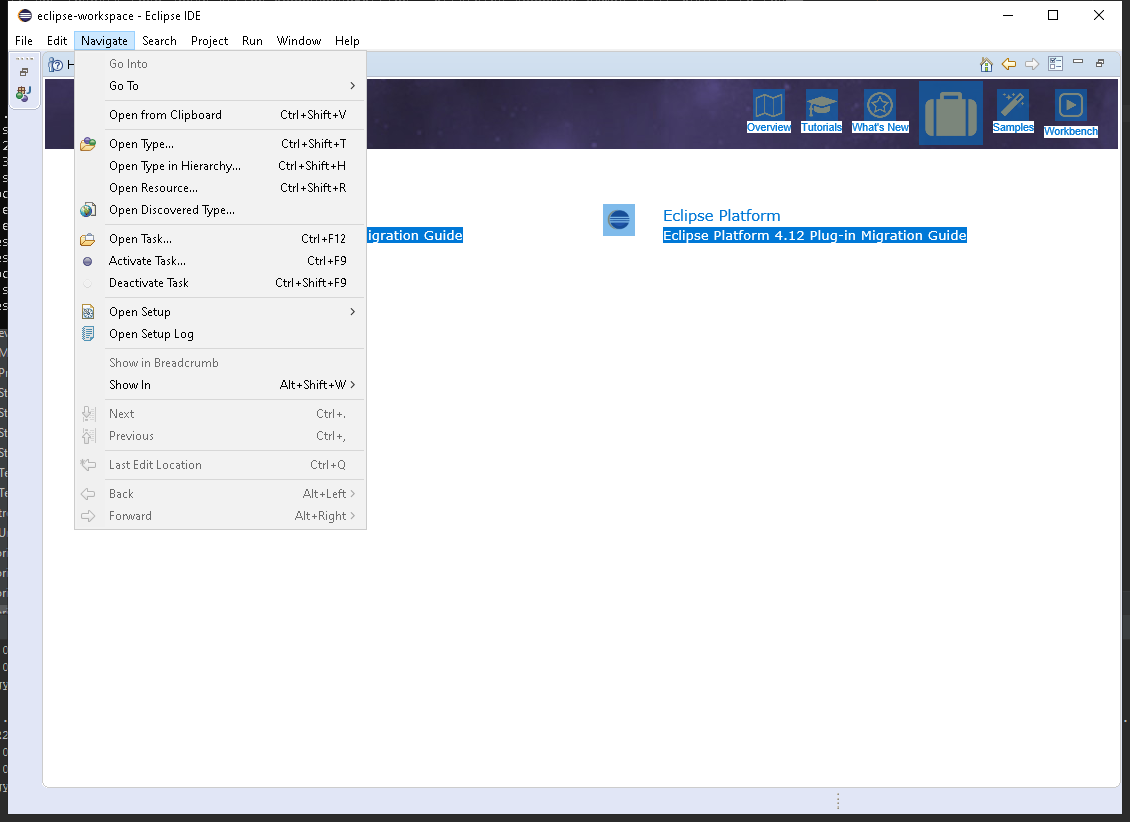 eclipse-workspace - Eclipse IDE
File Edit Navigate Search Project Run Window Help
H
Go Into
Go To
Open from Clipboard Ctrl+Shift+V
Open Type... Ctrl+Shift+T
Open Type in Hierarchy... Ctrl+Shift+H
Open Resource... Ctrl+Shift+R
Open Discovered Type...
Open Task... Ctrl+F12
Activate Task... Ctrl+F9
Deactivate Task Ctrl+Shift+F9
Open Setup
Open Setup Log
Show in Breadcrumb
Show In Alt+Shift+W
Next Ctrl+.
Previous Ctrl+,
Last Edit Location Ctrl+Q
Back Alt+Left
Forward Alt+Right
Overview Tutorials What's New Samples Workbench
igration Guide
Eclipse Platform
Eclipse Platform 4.12 Plug-in Migration Guide